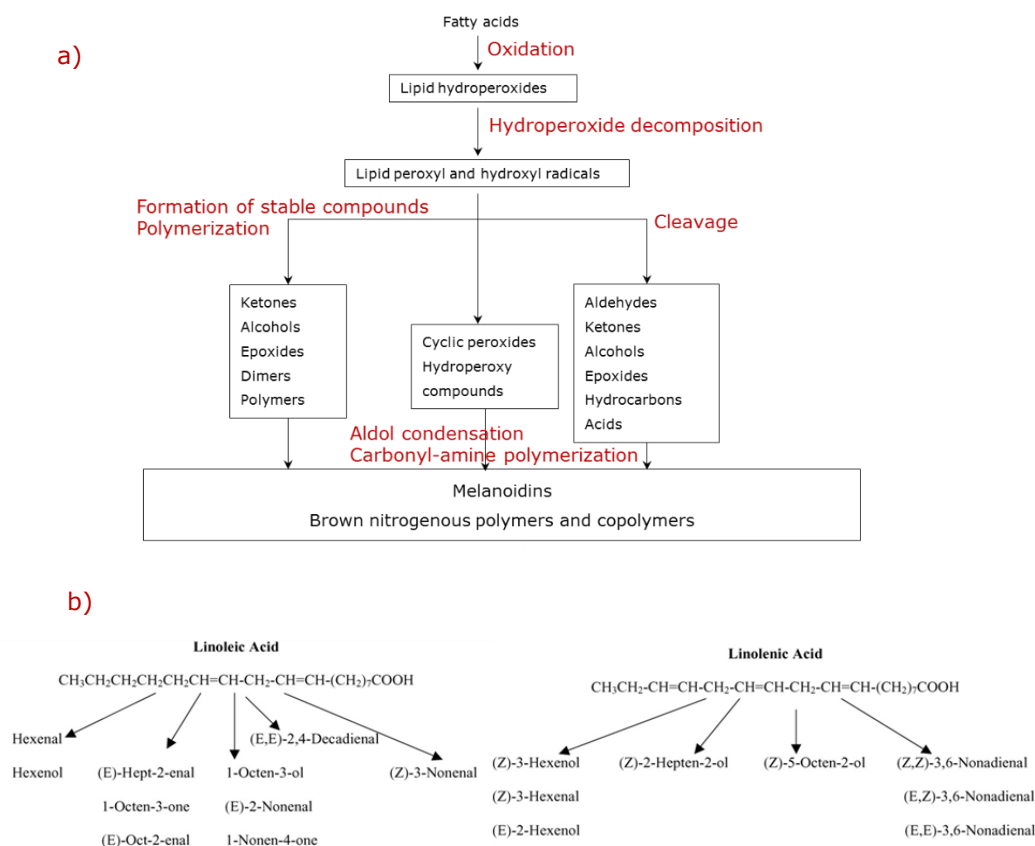 a)
Fatty acids
Oxidation
Lipid hydroperoxides
Hydroperoxide decomposition
Lipid peroxyl and hydroxyl radicals
Formation of stable compounds
Polymerization
Cleavage
Ketones
Alcohols
Epoxides
Dimers
Polymers
Cyclic peroxides
Hydroperoxy
compounds
Aldehydes
Ketones
Alcohols
Epoxides
Hydrocarbons
Acids
Aldol condensation
Carbonyl-amine polymerization
Melanoidins
Brown nitrogenous polymers and copolymers
b)
Linoleic Acid
CH₃CH₂CH₂CH₂CH₂CH=CH-CH₂-CH=CH-(CH₂)₇COOH
Hexenal
Hexenol
(E)-Hept-2-enal
1-Octen-3-one
(E)-Oct-2-enal
(E,E)-2,4-Decadienal
1-Octen-3-ol
(E)-2-Nonenal
1-Nonen-4-one
(Z)-3-Nonenal
Linolenic Acid
CH₃CH₂-CH=CH-CH₂-CH=CH-CH₂-CH=CH-(CH₂)₇COOH
(Z)-3-Hexenol
(Z)-3-Hexenal
(E)-2-Hexenol
(Z)-2-Hepten-2-ol
(Z)-5-Octen-2-ol
(Z,Z)-3,6-Nonadienal
(E,Z)-3,6-Nonadienal
(E,E)-3,6-Nonadienal